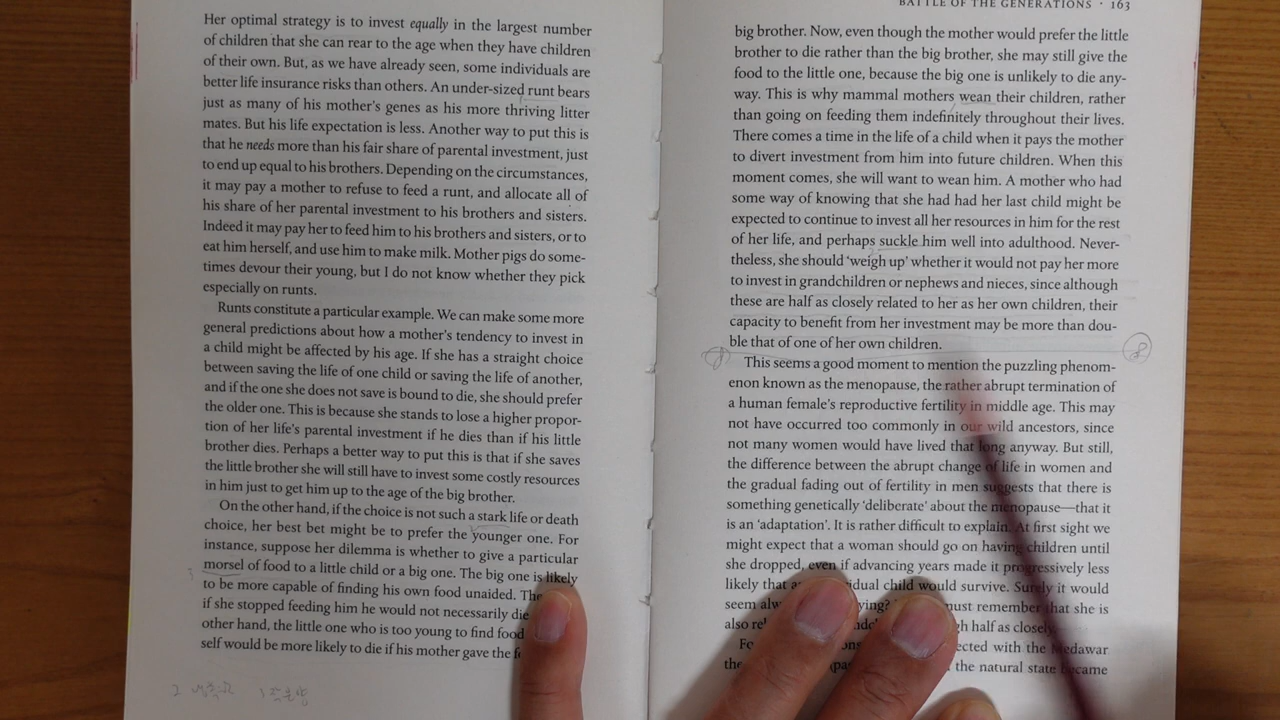 Her optimal strategy is to invest equally in the largest number
of children that she can rear to the age when they have children
of their own. But, as we have already seen, some individuals are
better life insurance risks than others. An under-sized runt bears
just as many of his mother's genes as his more thriving litter
mates. But his life expectation is less. Another way to put this is
that he needs more than his fair share of parental investment, just
to end up equal to his brothers. Depending on the circumstances,
it may pay a mother to refuse to feed a runt, and allocate all of
his share of her parental investment to his brothers and sisters.
Indeed it may pay her to feed him to his brothers and sisters, or to
eat him herself, and use him to make milk. Mother pigs do some-
times devour their young, but I do not know whether they pick
especially on runts.
Runts constitute a particular example. We can make some more
general predictions about how a mother's tendency to invest in
a child might be affected by his age. If she has a straight choice
between saving the life of one child or saving the life of another,
and if the one she does not save is bound to die, she should prefer
the older one. This is because she stands to lose a higher propor-
tion of her life's parental investment if he dies than if his little
brother dies. Perhaps a better way to put this is that if she saves
the little brother she will still have to invest some costly resources
in him just to get him up to the age of the big brother.
On the other hand, if the choice is not such a stark life or death
choice, her best bet might be to prefer the younger one. For
instance, suppose her dilemma is whether to give a particular
morsel of food to a little child or a big one. The big one is likely
to be more capable of finding his own food unaided.
if she stopped feeding him he would not necessarily die
other hand, the little one who is too young to find food
self would be more likely to die if his mother gave the
BATTLE OF THE GENERATIONS · 163
big brother. Now, even though the mother would prefer the little
brother to die rather than the big brother, she may still give the
food to the little one, because the big one is unlikely to die any-
way. This is why mammal mothers wean their children, rather
than going on feeding them indefinitely throughout their lives.
There comes a time in the life of a child when it pays the mother
to divert investment from him into future children. When this
moment comes, she will want to wean him. A mother who had
some way of knowing that she had had her last child might be
expected to continue to invest all her resources in him for the rest
of her life, and perhaps suckle him well into adulthood. Never-
theless, she should 'weigh up' whether it would not pay her more
to invest in grandchildren or nephews and nieces, since although
these are half as closely related to her as her own children, their
capacity to benefit from her investment may be more than dou-
ble that of one of her own children.
This seems a good moment to mention the puzzling phenom-
enon known as the menopause, the rather abrupt termination of
a human female's reproductive fertility in middle age. This may
not have occurred too commonly in our wild ancestors, since
not many women would have lived that long anyway. But still,
the difference between the abrupt change of life in women and
the gradual fading out of fertility in men suggests that there is
something genetically 'deliberate' about the menopause—that it
is an 'adaptation'. It is rather difficult to explain. At first sight we
might expect that a woman should go on having children until
she dropped, even if advancing years made it progressively less
likely that child would survive. Surely it would
seem must remember that she is
also half as closely
with the Medawar
the the natural state became